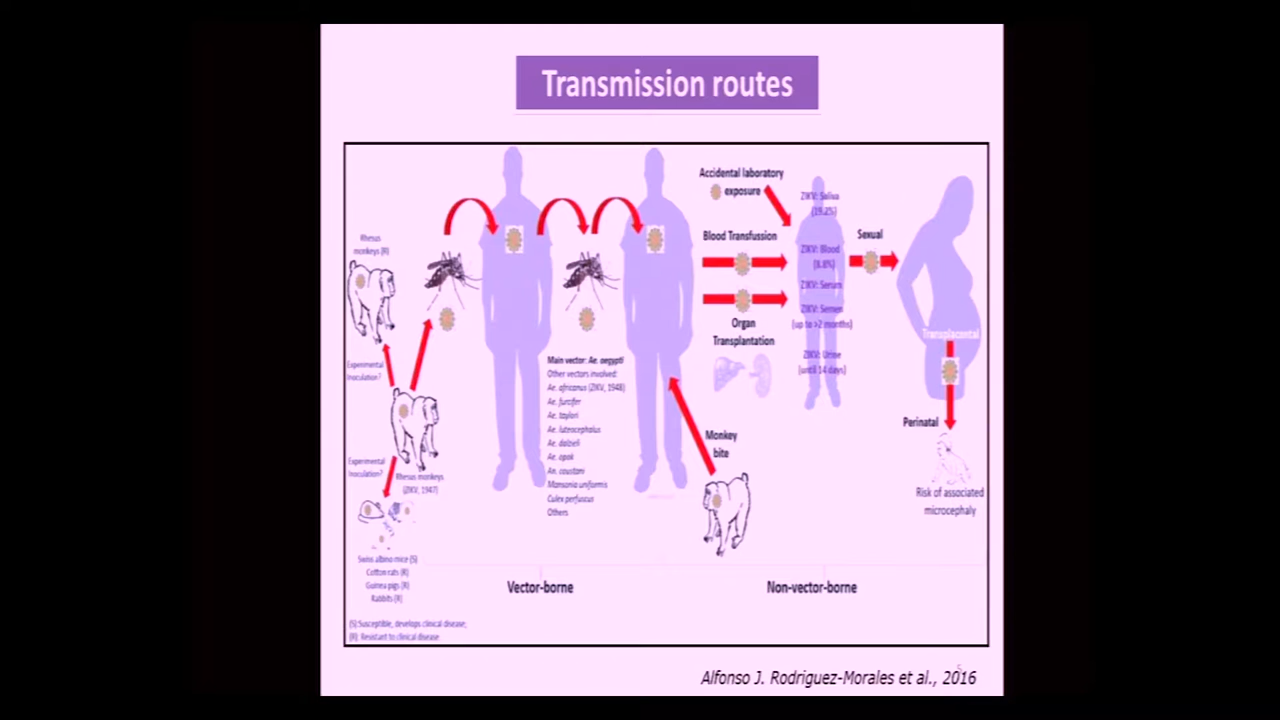 Transmission routes
Rhesus
monkeys (R)
Experimental
Inoculation?
Experimental
Inoculation?
Rhesus monkeys
(ZIKV, 1947)
Swiss albino mice (S)
Cotton rats (R)
Guinea pigs (R)
Rabbits (R)
(S) Susceptible, develops clinical disease;
(R) Resistant to clinical disease
Main vector: Ae. aegypti
Other vectors involved:
Ae. africanus (ZIKV, 1948)
Ae. furcifer
Ae. taylori
Ae. luteocephalus
Ae. dalzieli
Ae. apok
An. coustani
Mansonia uniformis
Culex perfuscus
Others
Vector-borne
Accidental laboratory
exposure
Blood Transfussion
Organ
Transplantation
Monkey
bite
ZIKV: Saliva
(19.2%)
ZIKV: Blood
(8.8%)
ZIKV: Serum
ZIKV: Semen
(up to >2 months)
ZIKV: Urine
(until 14 days)
Sexual
Transplacental
Perinatal
Risk of associated
microcephaly
Non-vector-borne
Alfonso J. Rodriguez-Morales et al., 2016
5